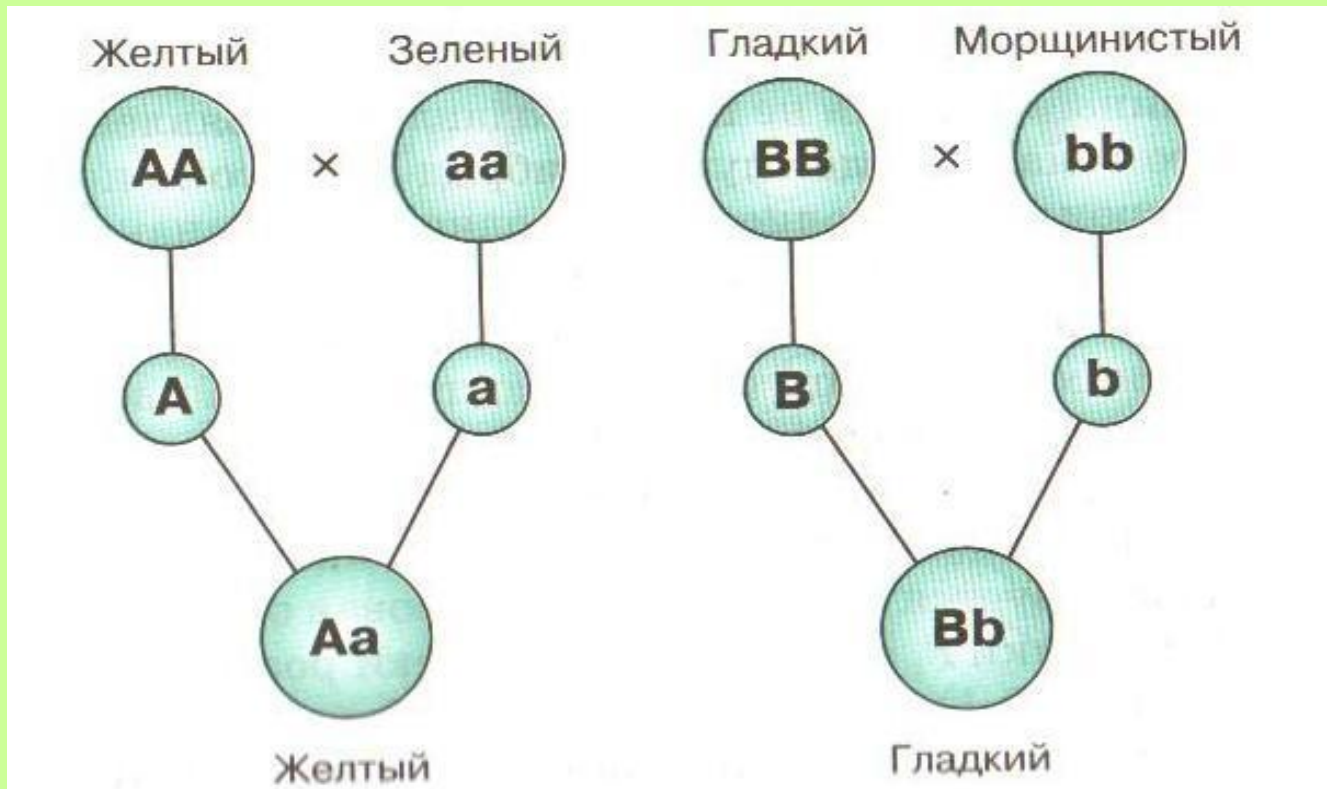 Желтый Зеленый Гладкий Морщинистый
AA × aa BB × bb
A a B b
Aa Bb
Желтый Гладкий